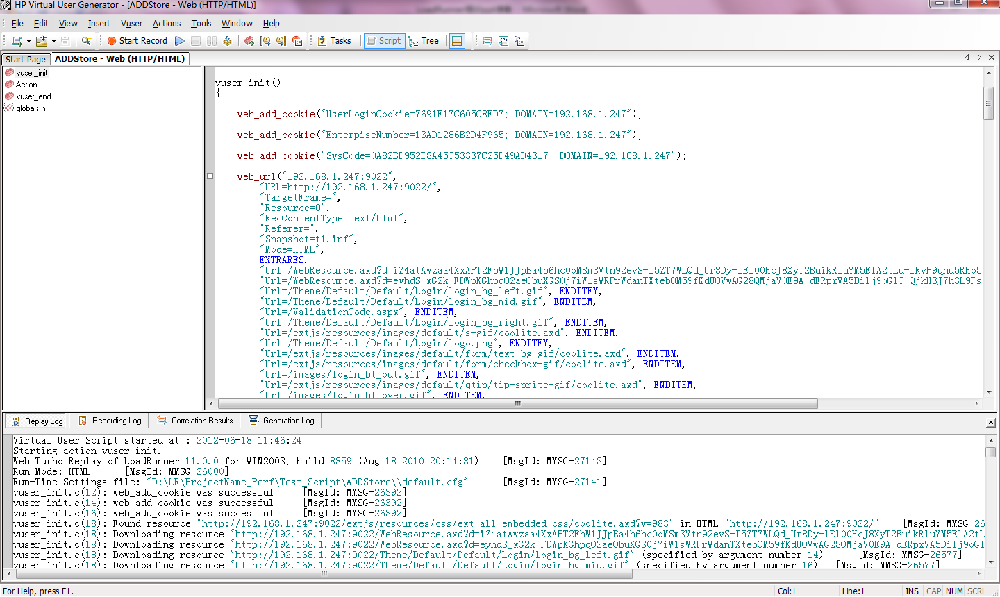 HP Virtual User Generator - [ADDStore - Web (HTTP/HTML)]
File Edit View Insert Vuser Actions Tools Window Help
Start Record Tasks Script Tree
Start Page ADDStore - Web (HTTP/HTML)
vuser_init
Action
vuser_end
globals.h
vuser_init()
{
web_add_cookie("UserLoginCookie=7691F17C605C8ED7; DOMAIN=192.168.1.247");
web_add_cookie("EnterpiseNumber=13AD1286B2D4F965; DOMAIN=192.168.1.247");
web_add_cookie("SysCode=0A82BD952E8A45C53337C25D49AD4317; DOMAIN=192.168.1.247");
web_url("192.168.1.247:9022",
"URL=http://192.168.1.247:9022/",
"TargetFrame=",
"Resource=0",
"RecContentType=text/html",
"Referer=",
"Snapshot=t1.inf",
"Mode=HTML",
EXTRARES,
"Url=/WebResource.axd?d=iZ4atAwzaa4XxAPT2FbW1JJpBa4b6hc0oMSm3Vtn92evS-I5ZT7WLQd_Ur8Dy-lEl00HcJ8XyT2BuikRluYM5ElA2tLu-lRvP9qhd5RHo5
"Url=/WebResource.axd?d=eyhdS_xG2k-FDWpKGhpqO2aeObuXGS0j7iW1sWRPrWdanTXtebOM59fKdUOVwAG28QMjaV0E9A-dERpxVA5Dilj9oGlC_QjkH3J7h3L9Fs
"Url=/Theme/Default/Default/Login/login_bg_left.gif", ENDITEM,
"Url=/Theme/Default/Default/Login/login_bg_mid.gif", ENDITEM,
"Url=/ValidationCode.aspx", ENDITEM,
"Url=/Theme/Default/Default/Login/login_bg_right.gif", ENDITEM,
"Url=/extjs/resources/images/default/s-gif/coolite.axd", ENDITEM,
"Url=/Theme/Default/Default/Login/logo.png", ENDITEM,
"Url=/extjs/resources/images/default/form/text-bg-gif/coolite.axd", ENDITEM,
"Url=/extjs/resources/images/default/form/checkbox-gif/coolite.axd", ENDITEM,
"Url=/images/login_bt_out.gif", ENDITEM,
"Url=/extjs/resources/images/default/qtip/tip-sprite-gif/coolite.axd", ENDITEM,
"Url=/images/login_bt_over.gif", ENDITEM,
Replay Log Recording Log Correlation Results Generation Log
Virtual User Script started at : 2012-06-18 11:46:24
Starting action vuser_init.
Web Turbo Replay of LoadRunner 11.0.0 for WIN2003; build 8859 (Aug 18 2010 20:14:31) [MsgId: MMSG-27143]
Run Mode: HTML [MsgId: MMSG-26000]
Run-Time Settings file: "D:\LR\ProjectName_Perf\Test_Script\ADDStore\\default.cfg" [MsgId: MMSG-27141]
vuser_init.c(12): web_add_cookie was successful [MsgId: MMSG-26392]
vuser_init.c(14): web_add_cookie was successful [MsgId: MMSG-26392]
vuser_init.c(16): web_add_cookie was successful [MsgId: MMSG-26392]
vuser_init.c(18): Found resource "http://192.168.1.247:9022/extjs/resources/css/ext-all-embedded-css/coolite.axd?v=983" in HTML "http://192.168.1.247:9022/" [MsgId: MMSG-26
vuser_init.c(18): Downloading resource "http://192.168.1.247:9022/WebResource.axd?d=iZ4atAwzaa4XxAPT2FbW1JJpBa4b6hc0oMSm3Vtn92evS-I5ZT7WLQd_Ur8Dy-lEl00HcJ8XyT2BuikRluYM5ElA2tL
vuser_init.c(18): Downloading resource "http://192.168.1.247:9022/WebResource.axd?d=eyhdS_xG2k-FDWpKGhpqO2aeObuXGS0j7iW1sWRPrWdanTXtebOM59fKdUOVwAG28QMjaV0E9A-dERpxVA5Dilj9oGl
vuser_init.c(18): Downloading resource "http://192.168.1.247:9022/Theme/Default/Default/Login/login_bg_left.gif" (specified by argument number 14) [MsgId: MMSG-26577]
vuser_init.c(18): Downloading resource "http://192.168.1.247:9022/Theme/Default/Default/Login/login_bg_mid.gif" (specified by argument number 16) [MsgId: MMSG-26577]
For Help, press F1. Col:1 Line:1 INS CAP NUM SCRL